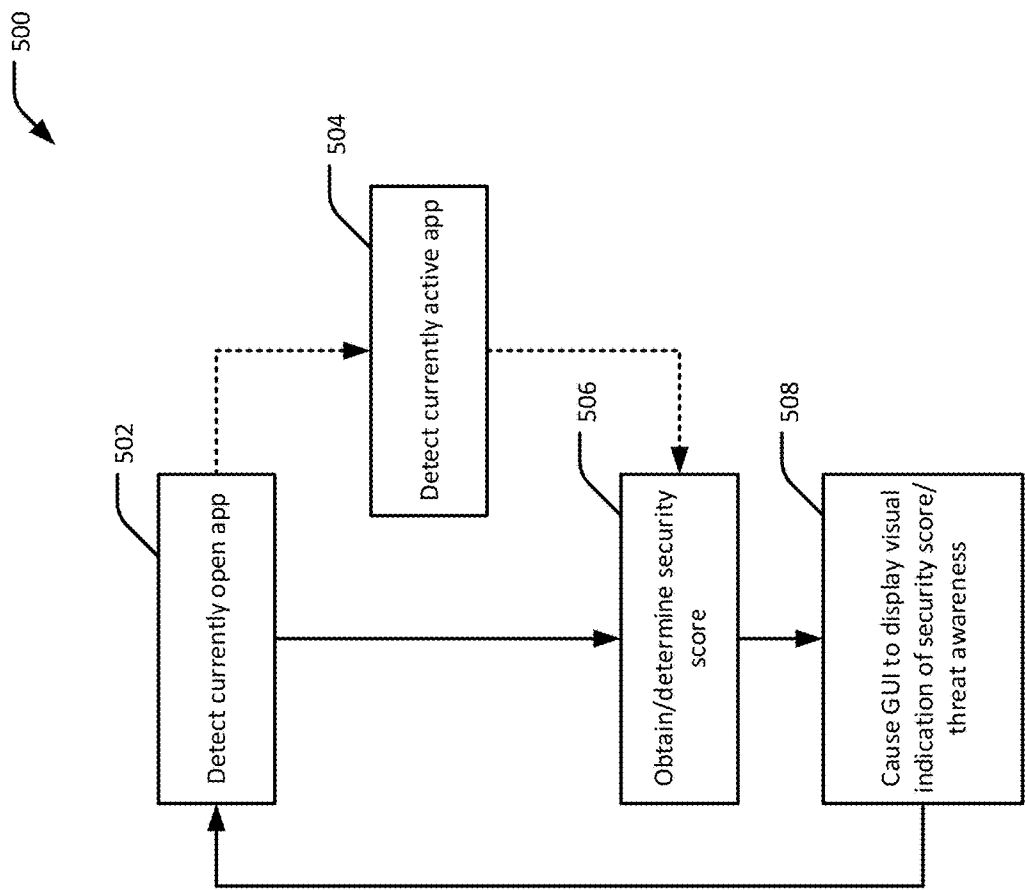 500
502
Detect currently open app
504
Detect currently active app
506
Obtain/determine security
score
508
Cause GUI to display visual
indication of security score/
threat awareness